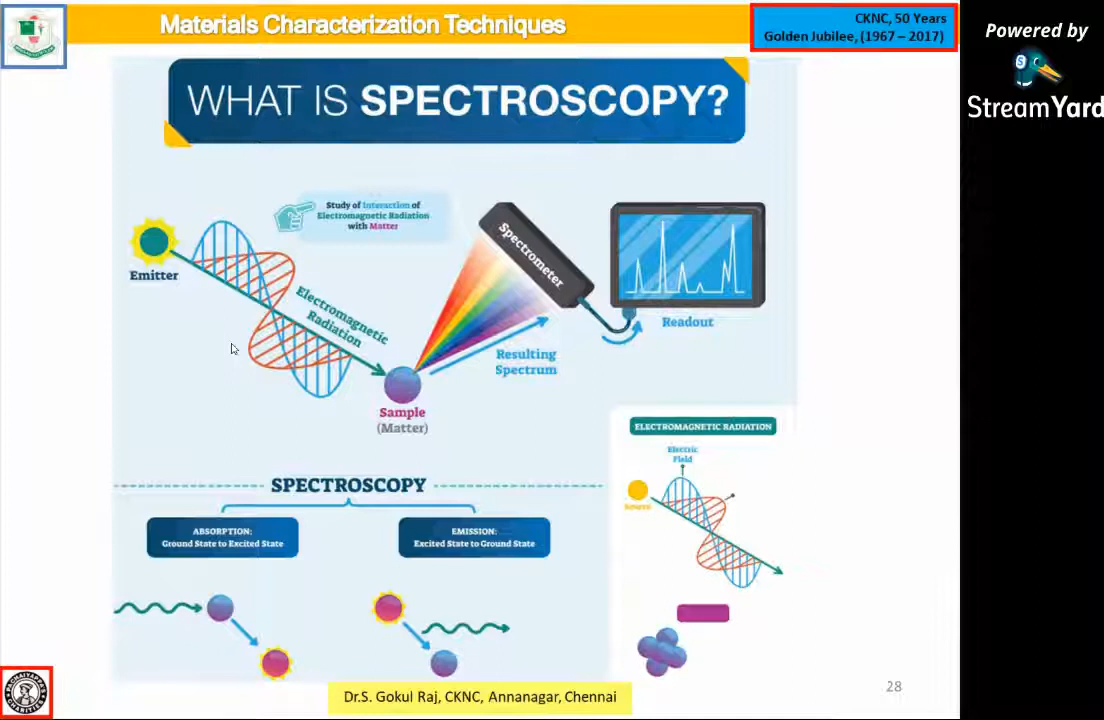 Materials Characterization Techniques
CKNC, 50 Years
Golden Jubilee, (1967 – 2017)
Powered by
S
StreamYard
WHAT IS SPECTROSCOPY?
Study of Interaction of
Electromagnetic Radiation
with Matter
Emitter
Electromagnetic
Radiation
Spectrometer
Readout
Resulting
Spectrum
Sample
(Matter)
ELECTROMAGNETIC RADIATION
Electric
Field
Source
SPECTROSCOPY
ABSORPTION:
Ground State to Excited State
EMISSION:
Excited State to Ground State
Dr.S. Gokul Raj, CKNC, Annanagar, Chennai
28